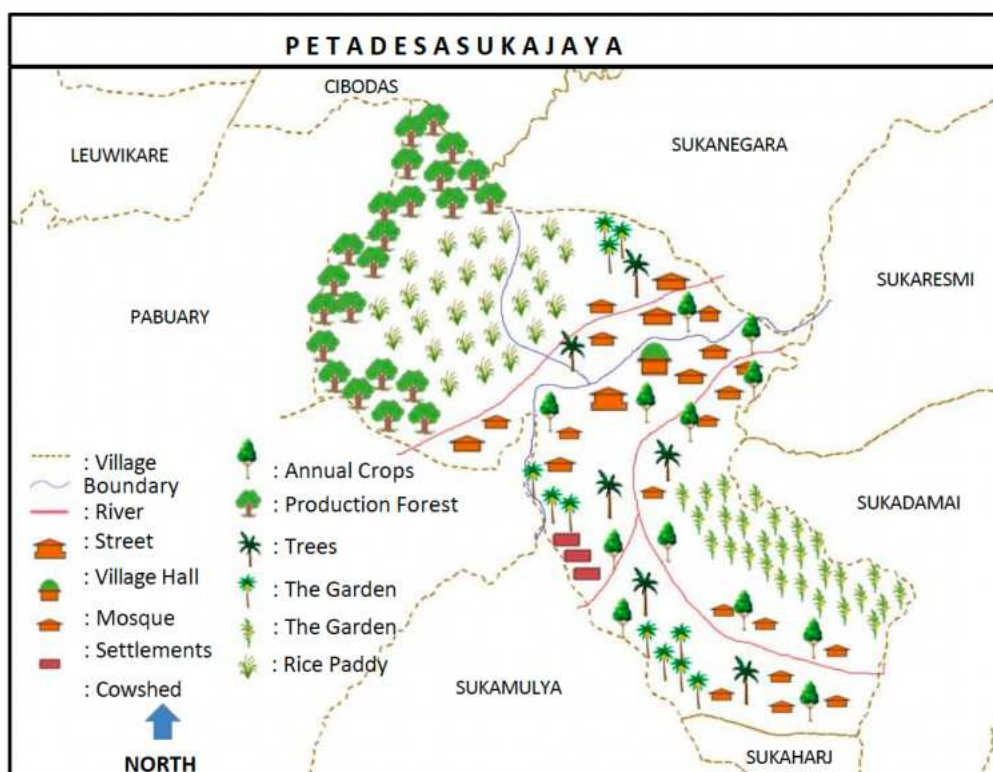 P E T A D E S A S U K A J A Y A
CIBODAS
LEUWIKARE
SUKANEGARA
SUKARESMI
PABUARY
SUKADAMAI
SUKAMULYA
SUKAHARJ
: Village
Boundary
: River
: Street
: Village Hall
: Mosque
: Settlements
: Cowshed
NORTH
: Annual Crops
: Production Forest
: Trees
: The Garden
: The Garden
: Rice Paddy